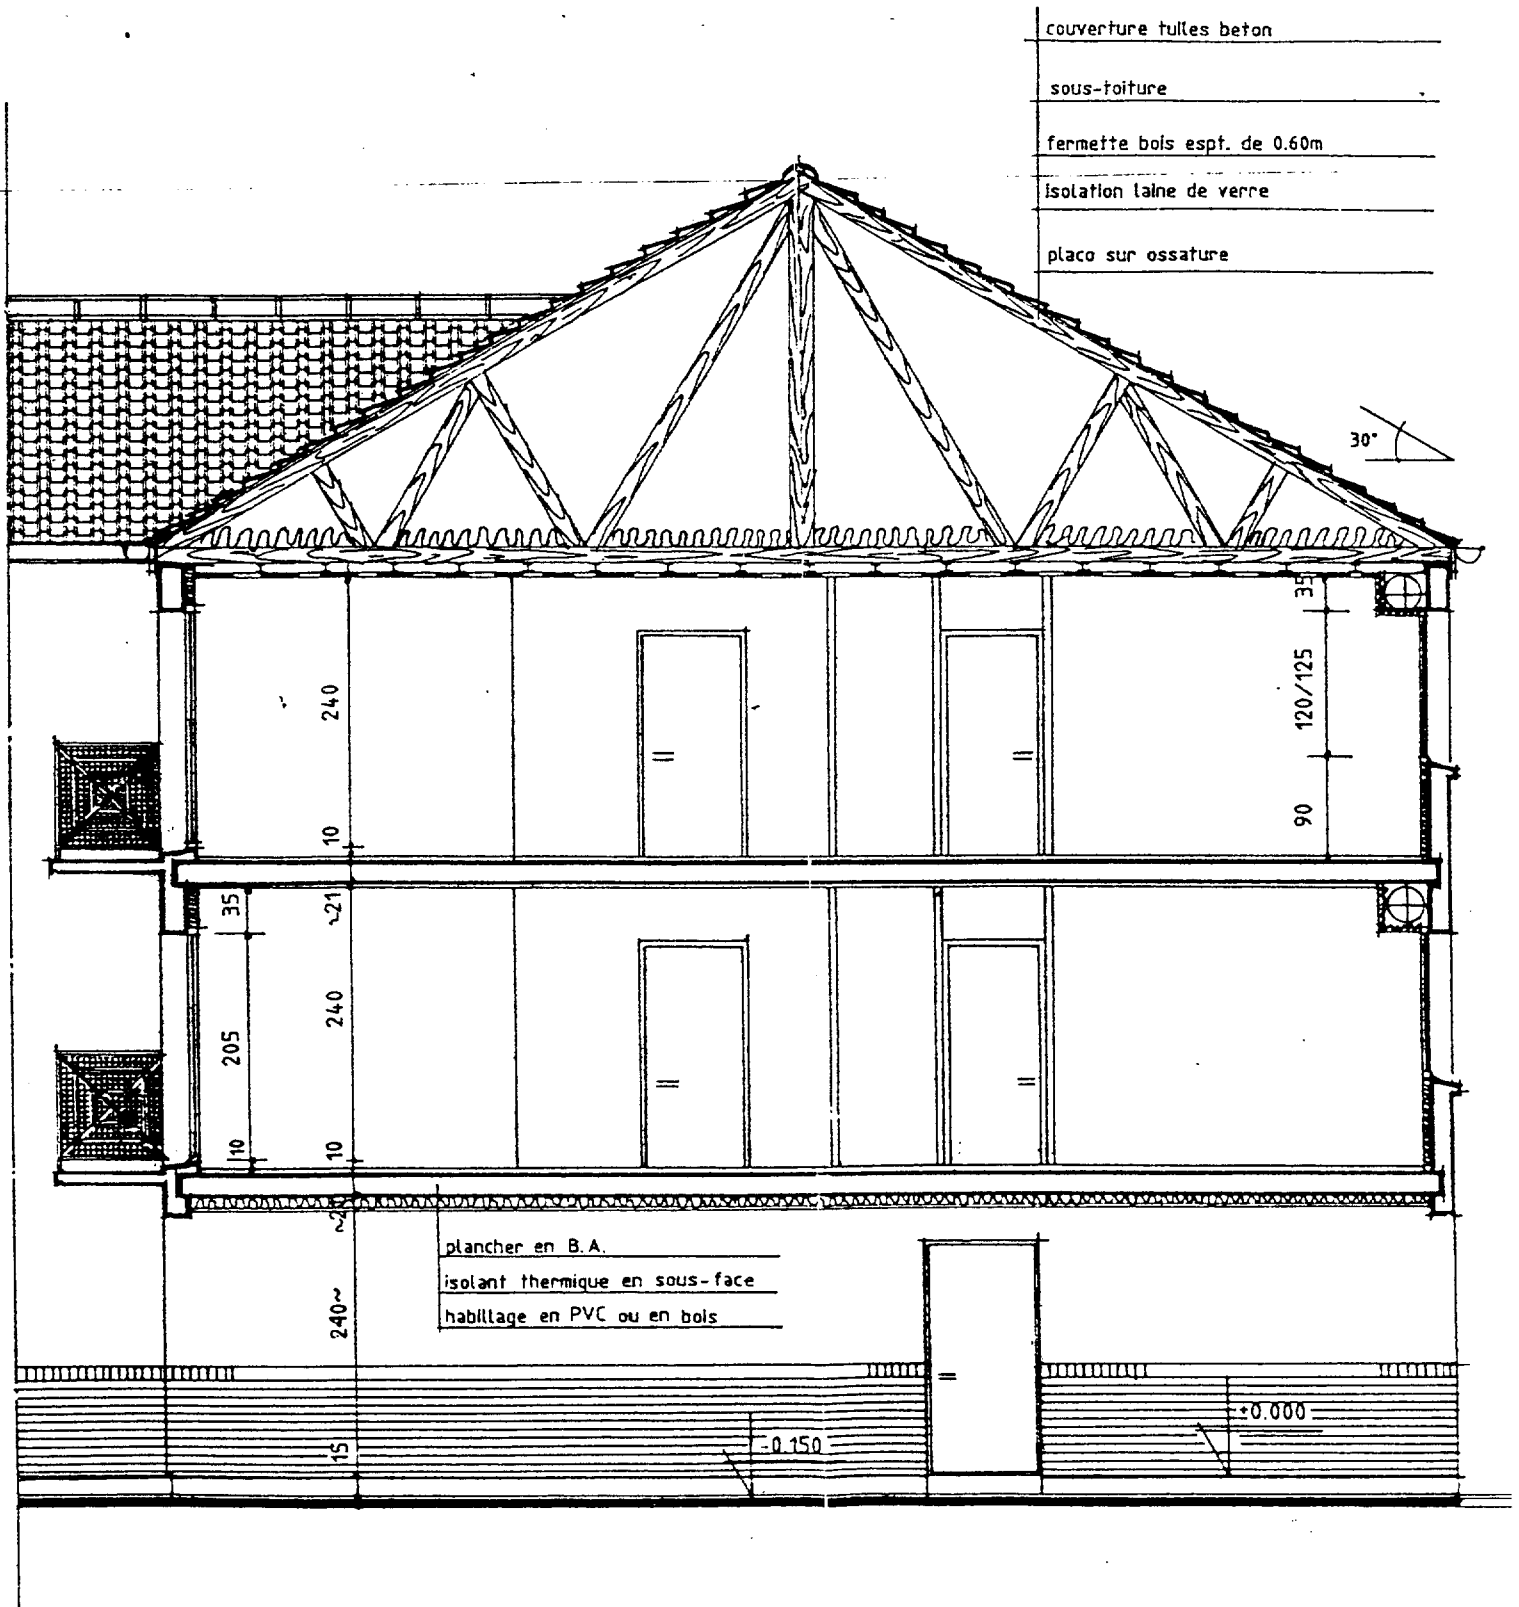 couverture tuiles beton
sous-toiture
fermette bois espt. de 0.60m
isolation laine de verre
placo sur ossature
30°
35
240
120/125
10
90
35
~21
240
205
10
10
plancher en B.A.
isolant thermique en sous-face
habillage en PVC ou en bois
240~
+0.000
-0.150
15